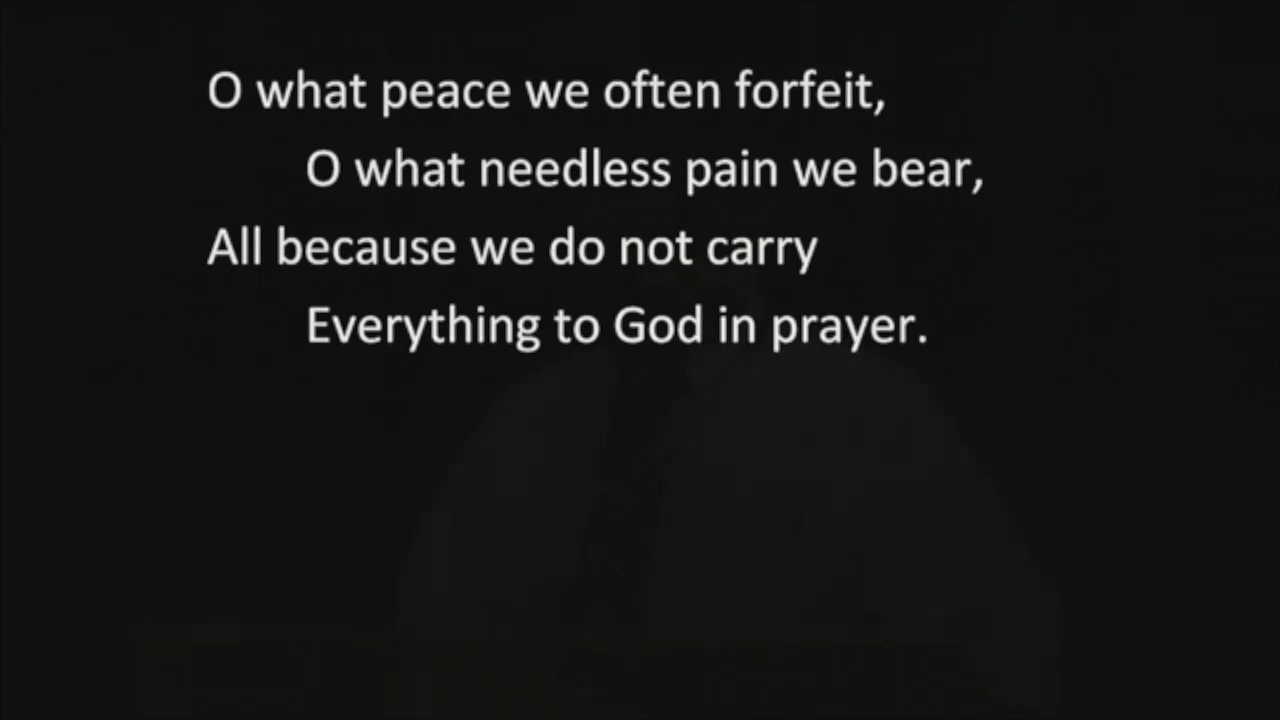 O what peace we often forfeit,
O what needless pain we bear,
All because we do not carry
Everything to God in prayer.